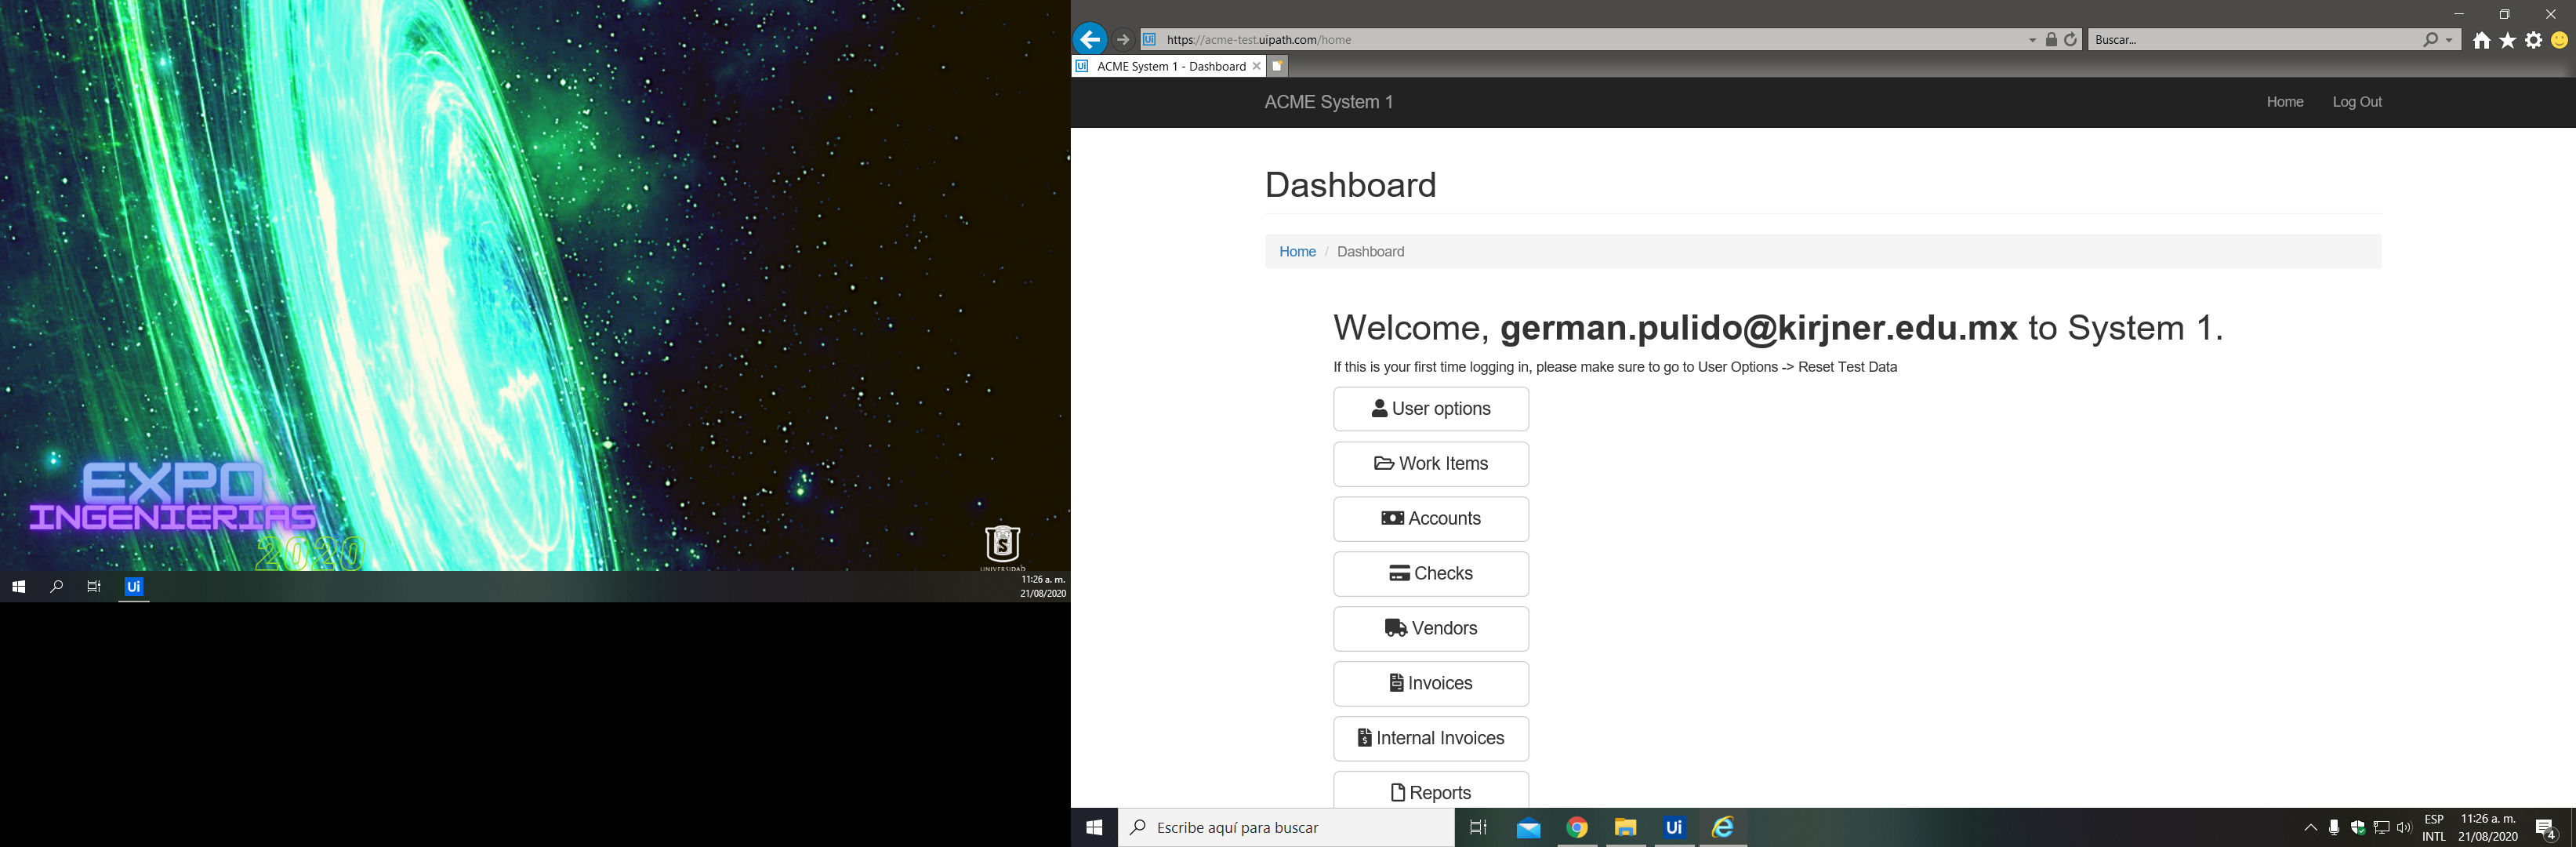 EXPO
INGENIERIAS
2020
S
UNIVERSIDAD
Ui
11:26 a. m.
21/08/2020
Ui https://acme-test.uipath.com/home
Buscar...
Ui ACME System 1 - Dashboard
ACME System 1
Home
Log Out
Dashboard
Home / Dashboard
Welcome, german.pulido@kirjner.edu.mx to System 1.
If this is your first time logging in, please make sure to go to User Options -> Reset Test Data
User options
Work Items
Accounts
Checks
Vendors
Invoices
Internal Invoices
Reports
Escribe aquí para buscar
Ui
ESP
INTL
11:26 a. m.
21/08/2020
4